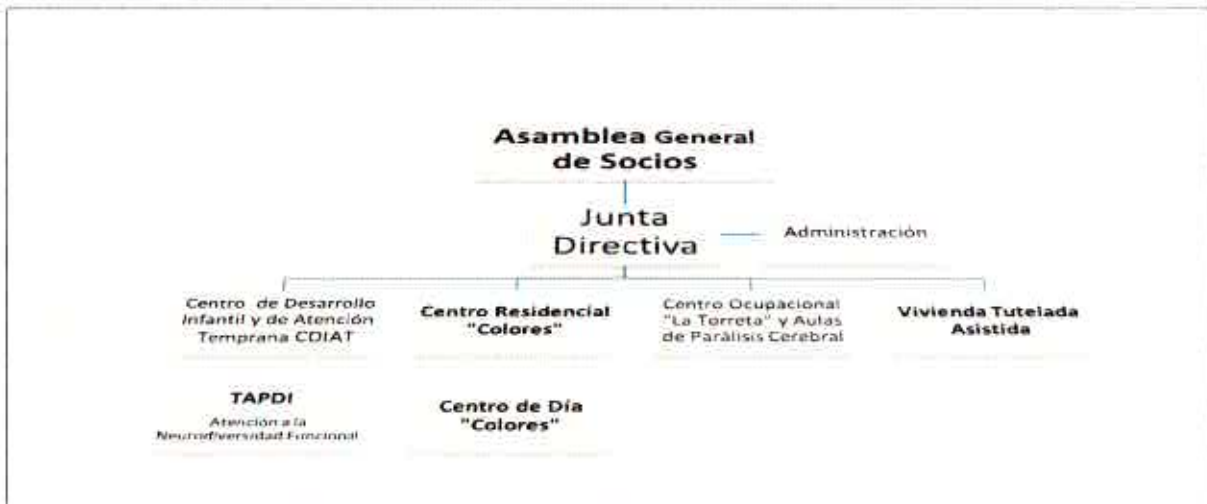 Asamblea General
de Socios
Junta
Directiva
Administración
Centro de Desarrollo
Infantil y de Atención
Temprana CDIAT
Centro Residencial
"Colores"
Centro Ocupacional
"La Torreta" y Aulas
de Parálisis Cerebral
Vivienda Tutelada
Asistida
TAPDI
Atención a la
Neurodiversidad Funcional
Centro de Día
"Colores"